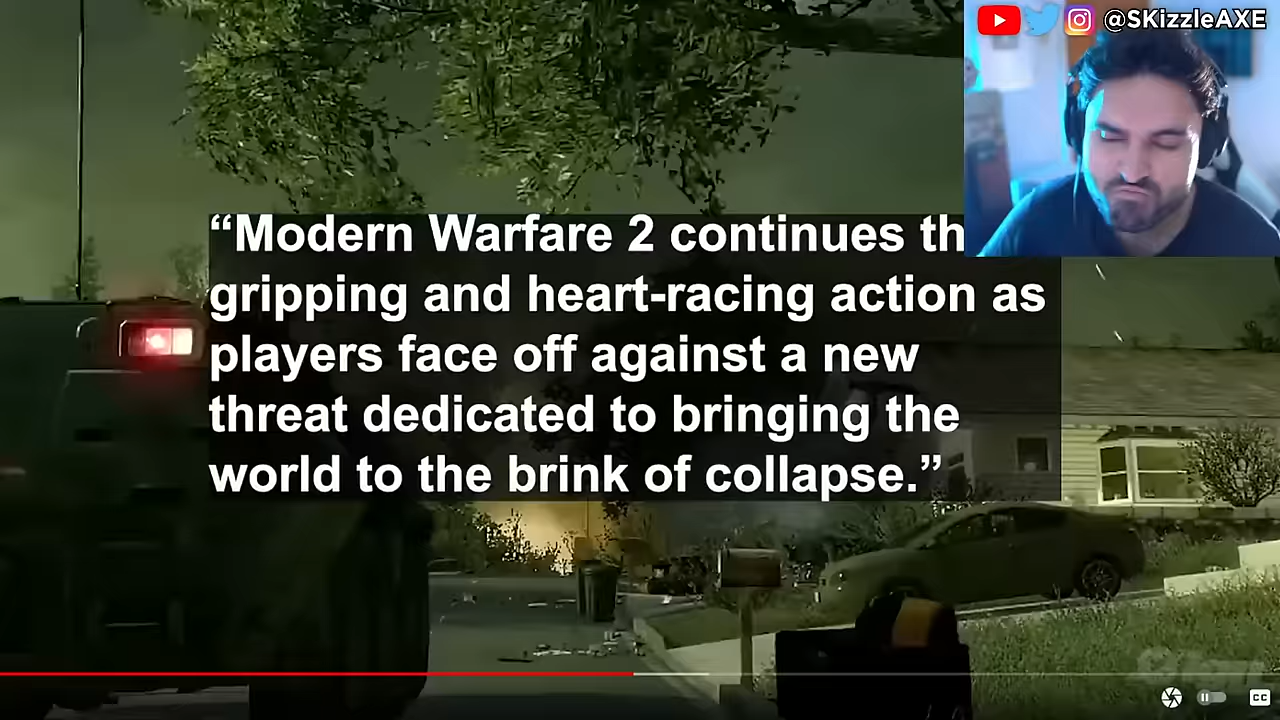 @SKizzleAXE
“Modern Warfare 2 continues th
gripping and heart-racing action as
players face off against a new
threat dedicated to bringing the
world to the brink of collapse.”
CC